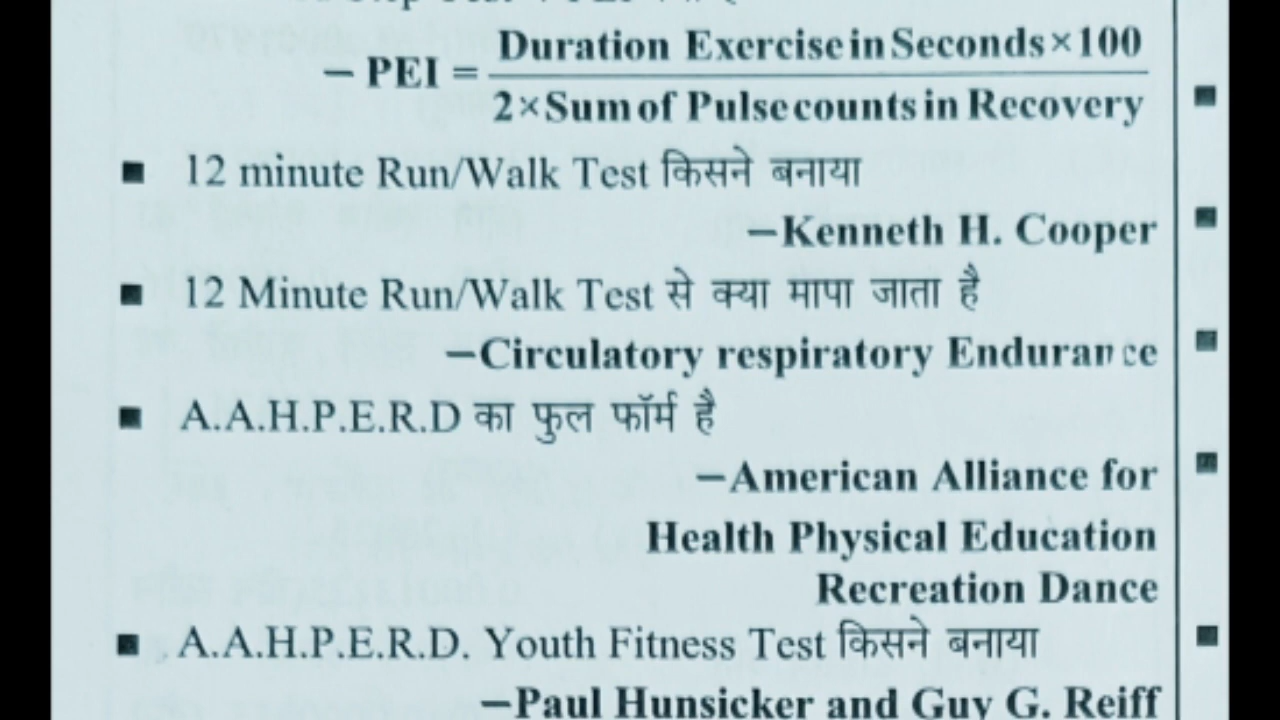 – PEI = Duration Exercise in Seconds × 100
2 × Sum of Pulse counts in Recovery
▪ 12 minute Run/Walk Test किसने बनाया
–Kenneth H. Cooper
▪ 12 Minute Run/Walk Test से क्या मापा जाता है
–Circulatory respiratory Endurance
▪ A.A.H.P.E.R.D का फुल फॉर्म है
–American Alliance for
Health Physical Education
Recreation Dance
▪ A.A.H.P.E.R.D. Youth Fitness Test किसने बनाया
–Paul Hunsicker and Guy G. Reiff